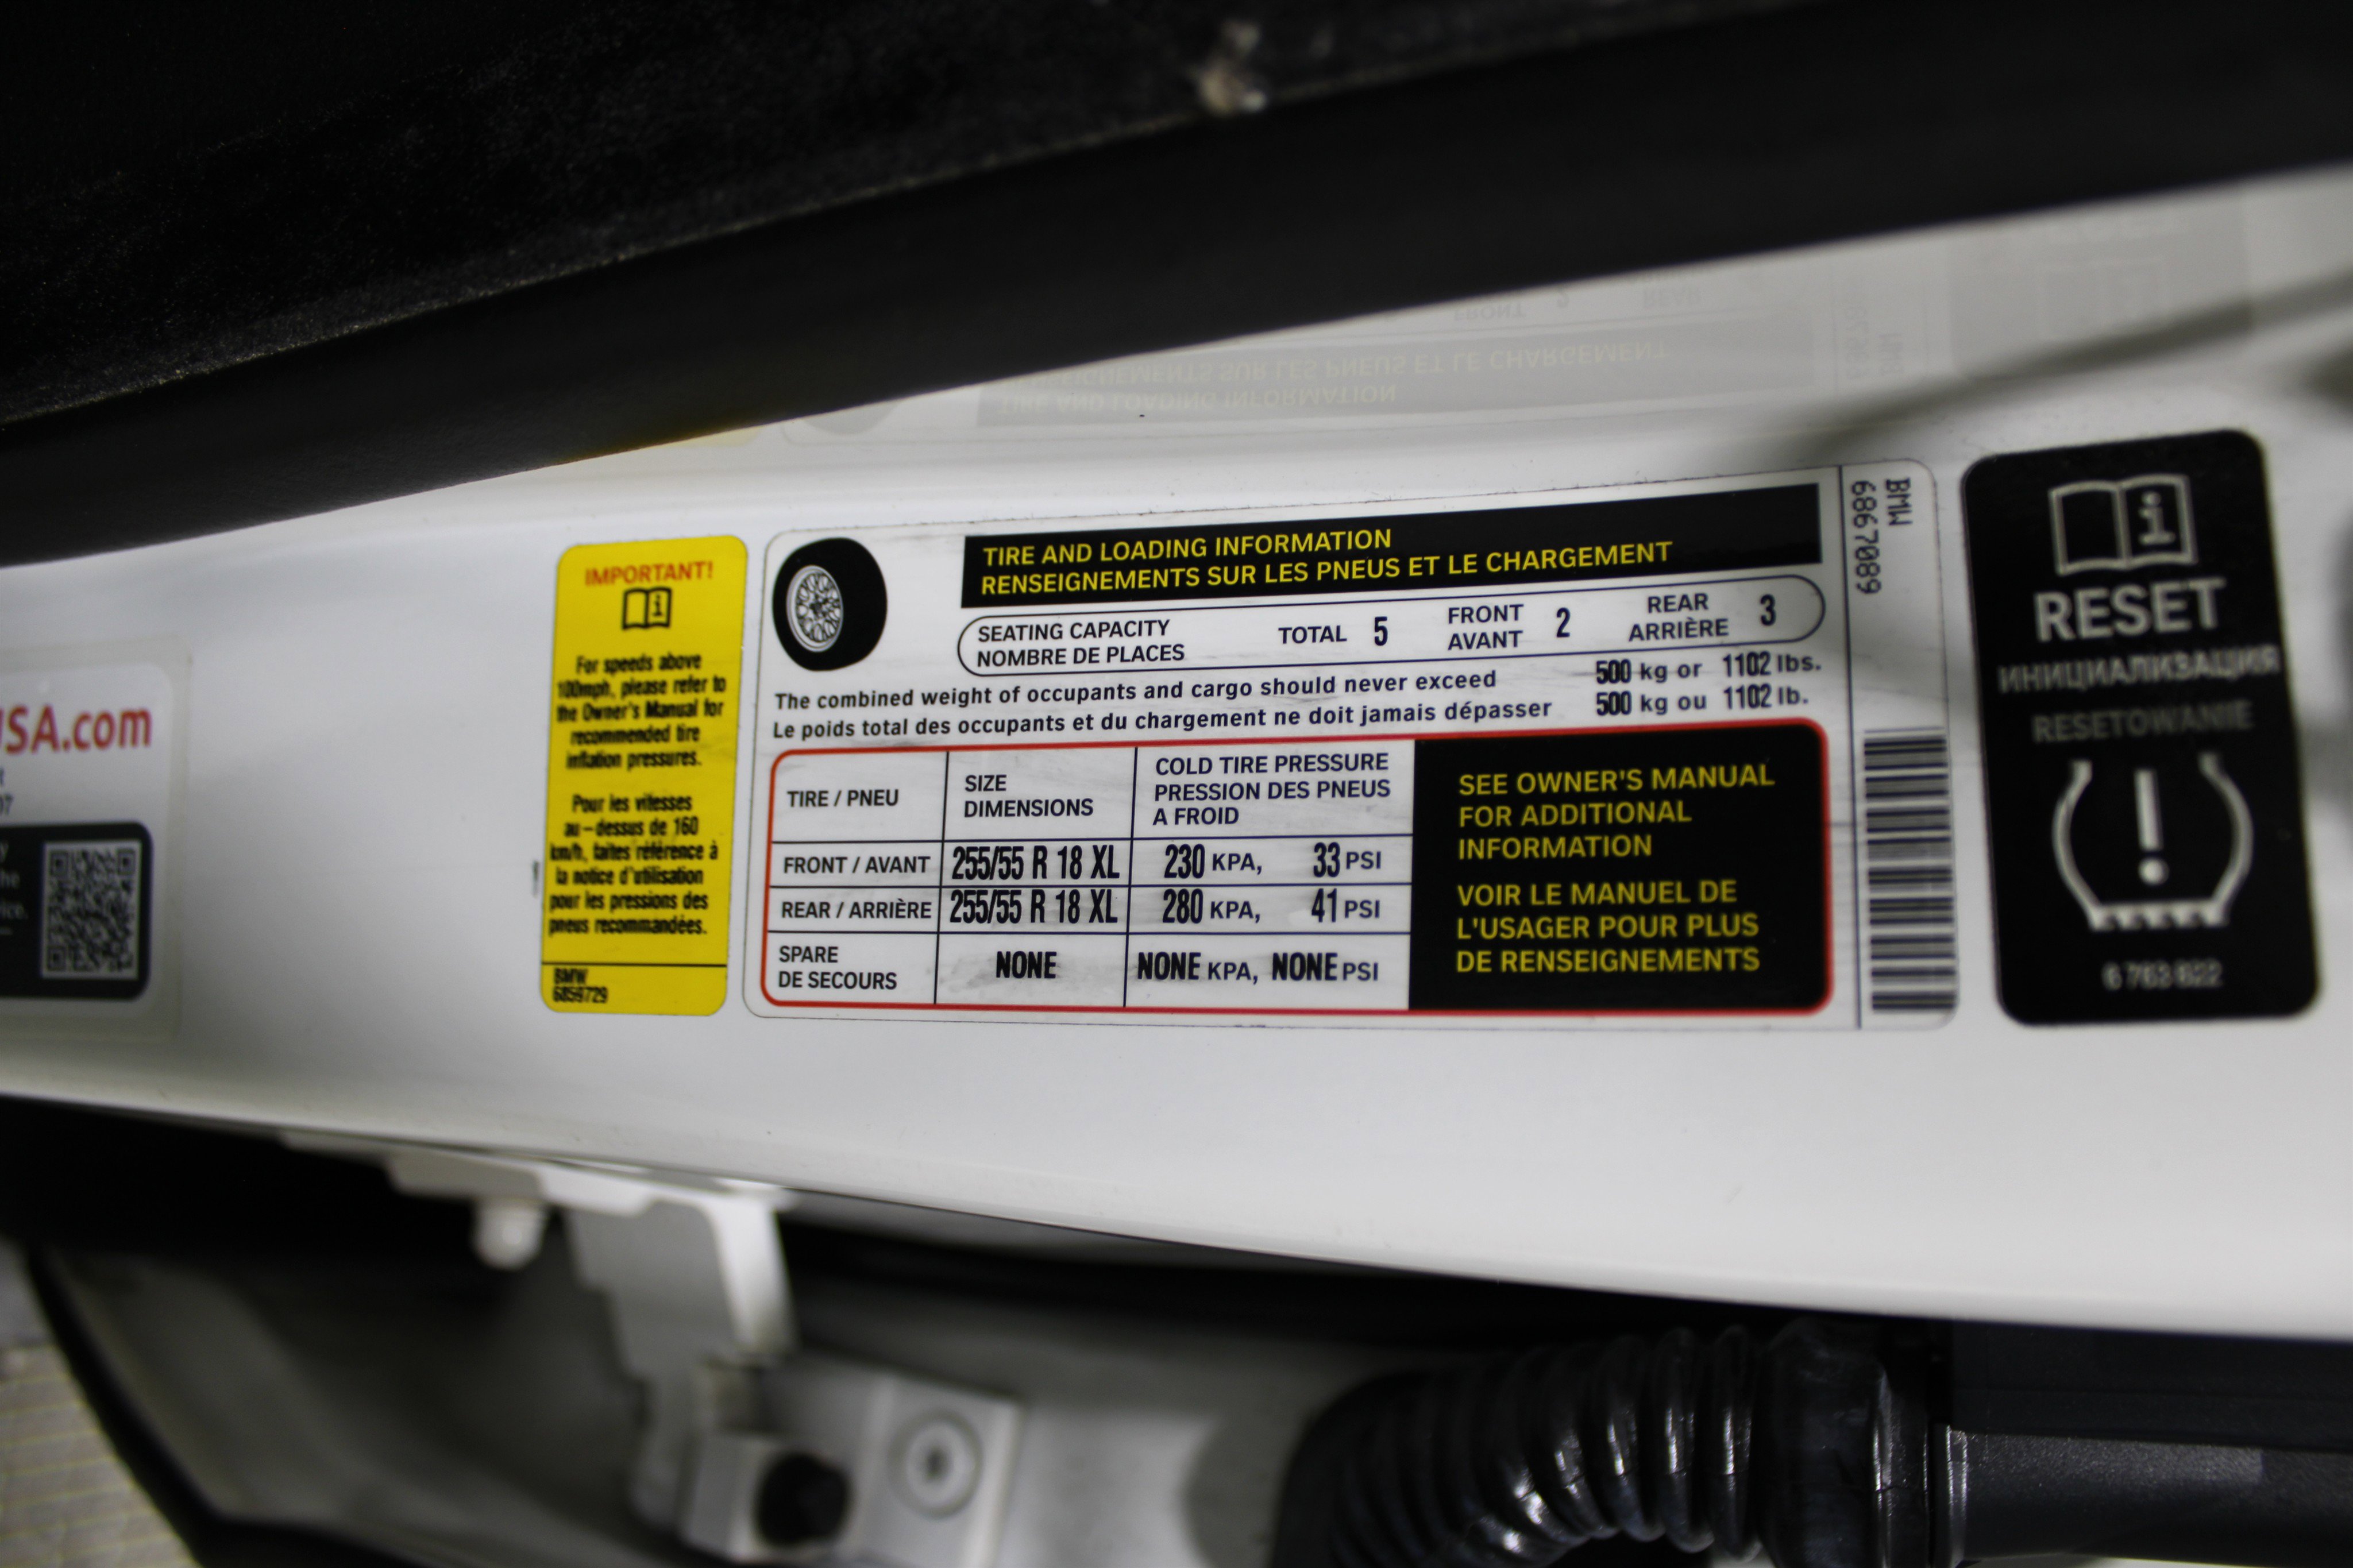 USA.com
IMPORTANT!
For speeds above
100mph, please refer to
the Owner's Manual for
recommended tire
inflation pressures.
Pour les vitesses
au-dessus de 160
km/h, faites référence à
la notice d'utilisation
pour les pressions des
pneus recommandées.
BMW
6859729
TIRE AND LOADING INFORMATION
RENSEIGNEMENTS SUR LES PNEUS ET LE CHARGEMENT
SEATING CAPACITY
NOMBRE DE PLACES
TOTAL 5
FRONT
AVANT 2
REAR
ARRIÈRE 3
The combined weight of occupants and cargo should never exceed 500 kg or 1102 lbs.
Le poids total des occupants et du chargement ne doit jamais dépasser 500 kg ou 1102 lb.
TIRE / PNEU
SIZE
DIMENSIONS
COLD TIRE PRESSURE
PRESSION DES PNEUS
A FROID
FRONT / AVANT 255/55 R 18 XL 230 KPA, 33 PSI
REAR / ARRIÈRE 255/55 R 18 XL 280 KPA, 41 PSI
SPARE
DE SECOURS
NONE NONE KPA, NONE PSI
SEE OWNER'S MANUAL
FOR ADDITIONAL
INFORMATION
VOIR LE MANUEL DE
L'USAGER POUR PLUS
DE RENSEIGNEMENTS
BMW
6867089
RESET
ИНИЦИАЛИЗАЦИЯ
RESETOWANIE
6 763 622